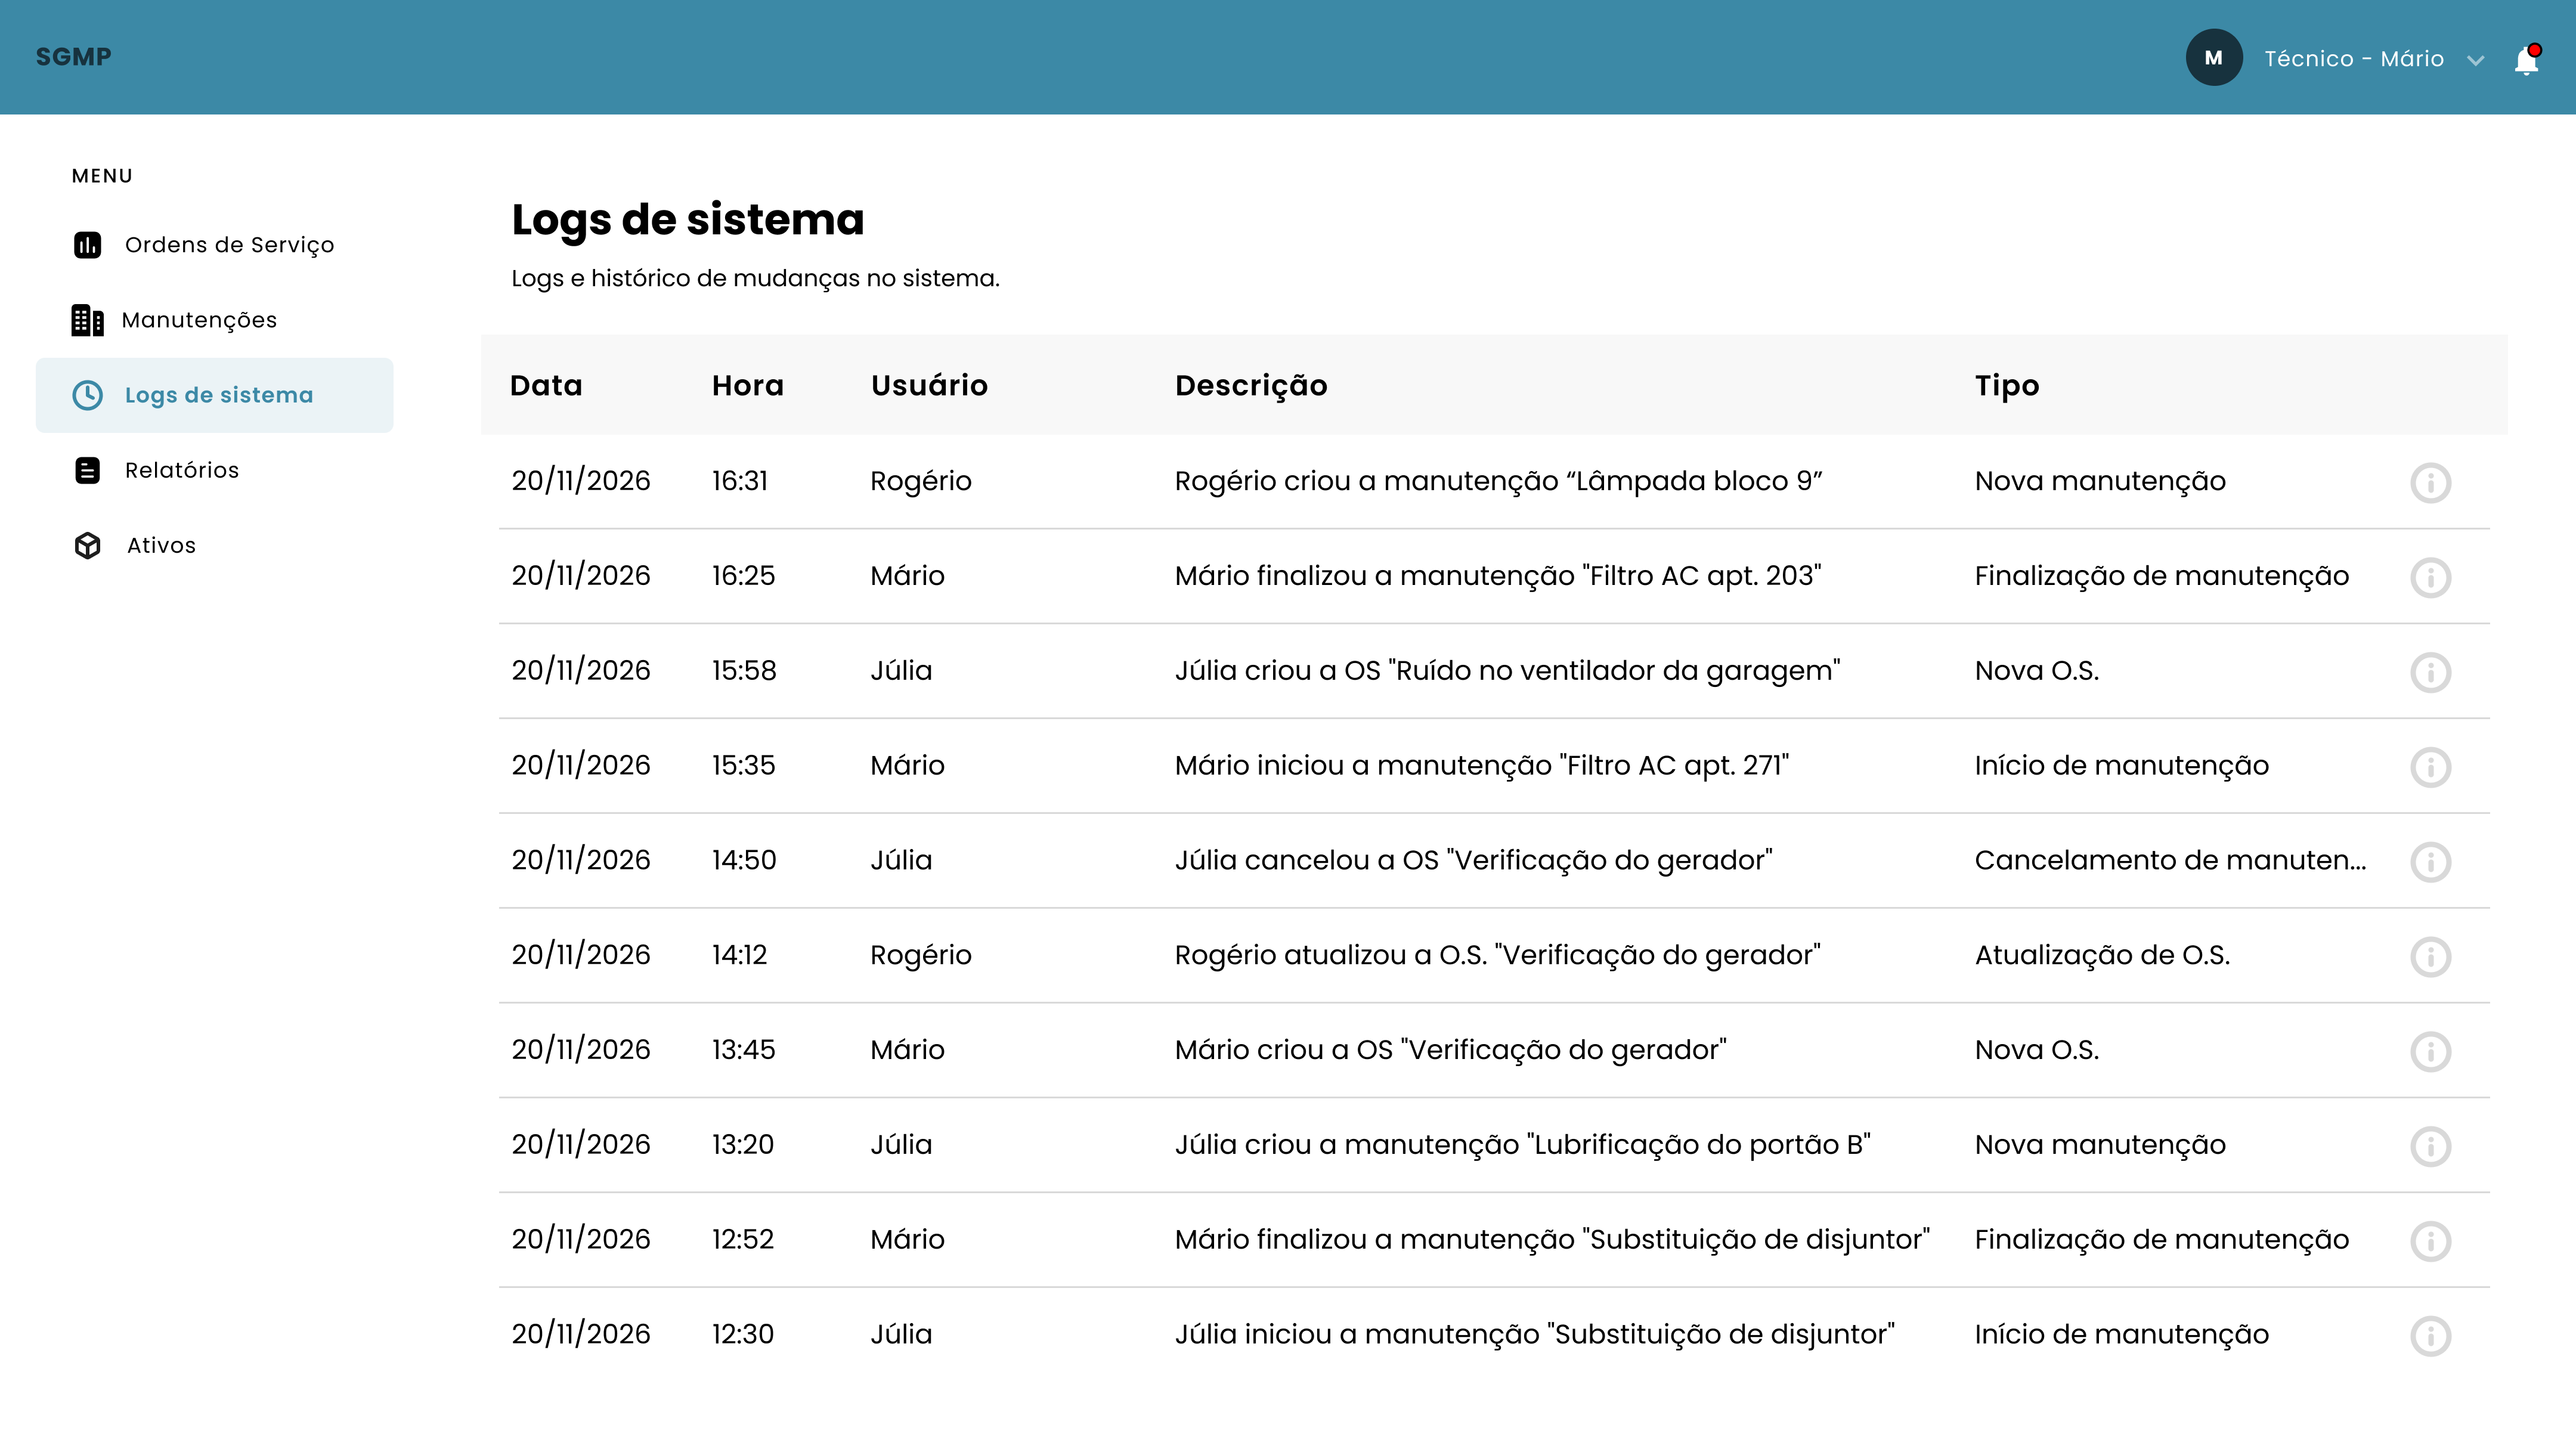 SGMP
M Técnico - Mário
MENU
Ordens de Serviço
Manutenções
Logs de sistema
Relatórios
Ativos
Logs de sistema
Logs e histórico de mudanças no sistema.
Data Hora Usuário Descrição Tipo
20/11/2026 16:31 Rogério Rogério criou a manutenção “Lâmpada bloco 9” Nova manutenção
20/11/2026 16:25 Mário Mário finalizou a manutenção "Filtro AC apt. 203" Finalização de manutenção
20/11/2026 15:58 Júlia Júlia criou a OS "Ruído no ventilador da garagem" Nova O.S.
20/11/2026 15:35 Mário Mário iniciou a manutenção "Filtro AC apt. 271" Início de manutenção
20/11/2026 14:50 Júlia Júlia cancelou a OS "Verificação do gerador" Cancelamento de manuten...
20/11/2026 14:12 Rogério Rogério atualizou a O.S. "Verificação do gerador" Atualização de O.S.
20/11/2026 13:45 Mário Mário criou a OS "Verificação do gerador" Nova O.S.
20/11/2026 13:20 Júlia Júlia criou a manutenção "Lubrificação do portão B" Nova manutenção
20/11/2026 12:52 Mário Mário finalizou a manutenção "Substituição de disjuntor" Finalização de manutenção
20/11/2026 12:30 Júlia Júlia iniciou a manutenção "Substituição de disjuntor" Início de manutenção